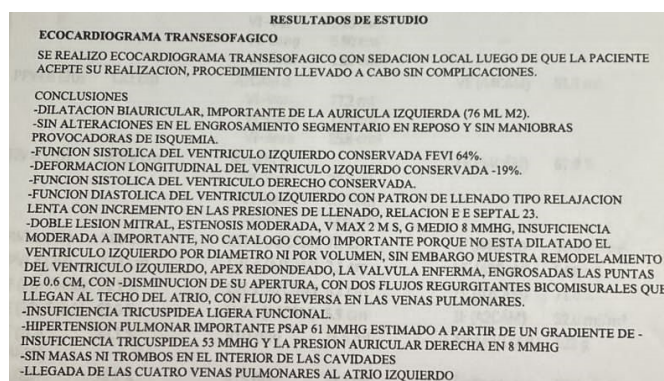 RESULTADOS DE ESTUDIO
ECOCARDIOGRAMA TRANSESOFAGICO
SE REALIZO ECOCARDIOGRAMA TRANSESOFAGICO CON SEDACION LOCAL LUEGO DE QUE LA PACIENTE
ACEPTE SU REALIZACION, PROCEDIMIENTO LLEVADO A CABO SIN COMPLICACIONES.
CONCLUSIONES
-DILATACION BIAURICULAR, IMPORTANTE DE LA AURICULA IZQUIERDA (76 ML M2).
-SIN ALTERACIONES EN EL ENGROSAMIENTO SEGMENTARIO EN REPOSO Y SIN MANIOBRAS
PROVOCADORAS DE ISQUEMIA.
-FUNCION SISTOLICA DEL VENTRICULO IZQUIERDO CONSERVADA FEVI 64%.
-DEFORMACION LONGITUDINAL DEL VENTRICULO IZQUIERDO CONSERVADA -19%.
-FUNCION SISTOLICA DEL VENTRICULO DERECHO CONSERVADA.
-FUNCION DIASTOLICA DEL VENTRICULO IZQUIERDO CON PATRON DE LLENADO TIPO RELAJACION
LENTA CON INCREMENTO EN LAS PRESIONES DE LLENADO, RELACION E E SEPTAL 23.
-DOBLE LESION MITRAL, ESTENOSIS MODERADA, V MAX 2 M S, G MEDIO 8 MMHG, INSUFICIENCIA
MODERADA A IMPORTANTE, NO CATALOGO COMO IMPORTANTE PORQUE NO ESTA DILATADO EL
VENTRICULO IZQUIERDO POR DIAMETRO NI POR VOLUMEN, SIN EMBARGO MUESTRA REMODELAMIENTO
DEL VENTRICULO IZQUIERDO, APEX REDONDEADO, LA VALVULA ENFERMA, ENGROSADAS LAS PUNTAS
DE 0.6 CM, CON -DISMINUCION DE SU APERTURA, CON DOS FLUJOS REGURGITANTES BICOMISURALES QUE
LLEGAN AL TECHO DEL ATRIO, CON FLUJO REVERSA EN LAS VENAS PULMONARES.
-INSUFICIENCIA TRICUSPIDEA LIGERA FUNCIONAL.
-HIPERTENSION PULMONAR IMPORTANTE PSAP 61 MMHG ESTIMADO A PARTIR DE UN GRADIENTE DE -
INSUFICIENCIA TRICUSPIDEA 53 MMHG Y LA PRESION AURICULAR DERECHA EN 8 MMHG
-SIN MASAS NI TROMBOS EN EL INTERIOR DE LAS CAVIDADES
-LLEGADA DE LAS CUATRO VENAS PULMONARES AL ATRIO IZQUIERDO